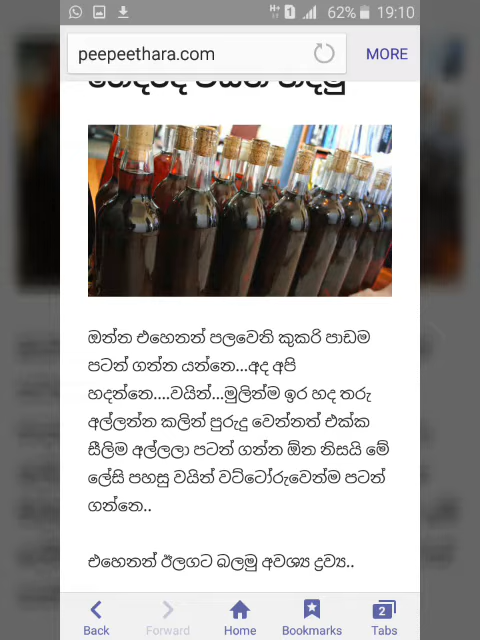 62% 19:10
peepeethara.com MORE
ඔන්න එහෙනන් පලවෙනි කුකරි පාඩම
පටන් ගන්න යන්නෙ...අද අපි
හදන්නෙ....වයින්...මුලින්ම ඉර හද තරු
අල්ලන්න කලින් පුරුදු වෙන්නත් එක්ක
සීලිම අල්ලලා පටන් ගන්න ඕන නිසයි මේ
ලේසි පහසු වයින් වට්ටෝරුවෙන්ම පටන්
ගන්නෙ..
එහෙනන් ඊලගට බලමු අවශ්‍ය ද්‍රව්‍ය..
Back Forward Home Bookmarks 2 Tabs